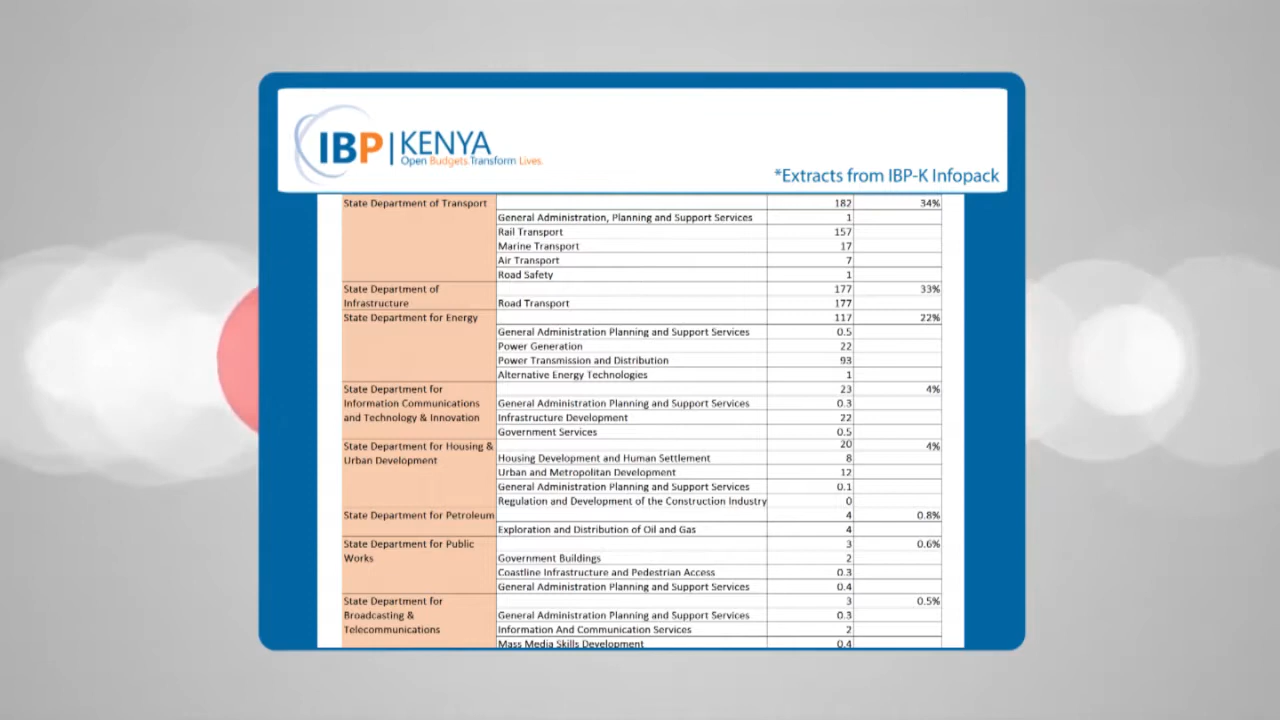 IBP | KENYA
Open Budgets Transform Lives
*Extracts from IBP-K Infopack
State Department of Transport 182 34%
General Administration, Planning and Support Services 1
Rail Transport 157
Marine Transport 17
Air Transport 7
Road Safety 1
State Department of 177 33%
Infrastructure Road Transport 177
State Department for Energy 117 22%
General Administration Planning and Support Services 0.5
Power Generation 22
Power Transmission and Distribution 93
Alternative Energy Technologies 1
State Department for 23 4%
Information Communications General Administration Planning and Support Services 0.3
and Technology & Innovation Infrastructure Development 22
Government Services 0.5
State Department for Housing & 20 4%
Urban Development Housing Development and Human Settlement 8
Urban and Metropolitan Development 12
General Administration Planning and Support Services 0.1
Regulation and Development of the Construction Industry 0
State Department for Petroleum 4 0.8%
Exploration and Distribution of Oil and Gas 4
State Department for Public 3 0.6%
Works Government Buildings 2
Coastline Infrastructure and Pedestrian Access 0.3
General Administration Planning and Support Services 0.4
State Department for 3 0.5%
Broadcasting & General Administration Planning and Support Services 0.3
Telecommunications Information And Communication Services 2
Mass Media Skills Development 0.4